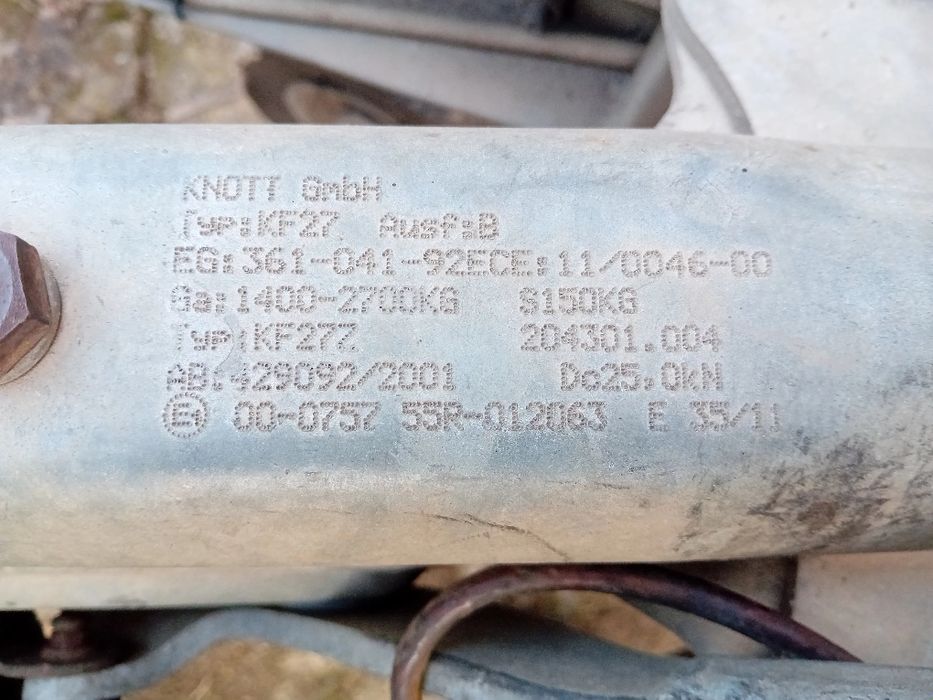 KNOTT GmbH
Typ:KF27 Ausf:B
EG:361-041-92ECE:11/0046-00
Ga:1400-2700KG S150KG
Typ:KF27Z 204301.004
AB:429092/2001 Dc25.0kN
E1 00-0757 55R-012063 E 35/11